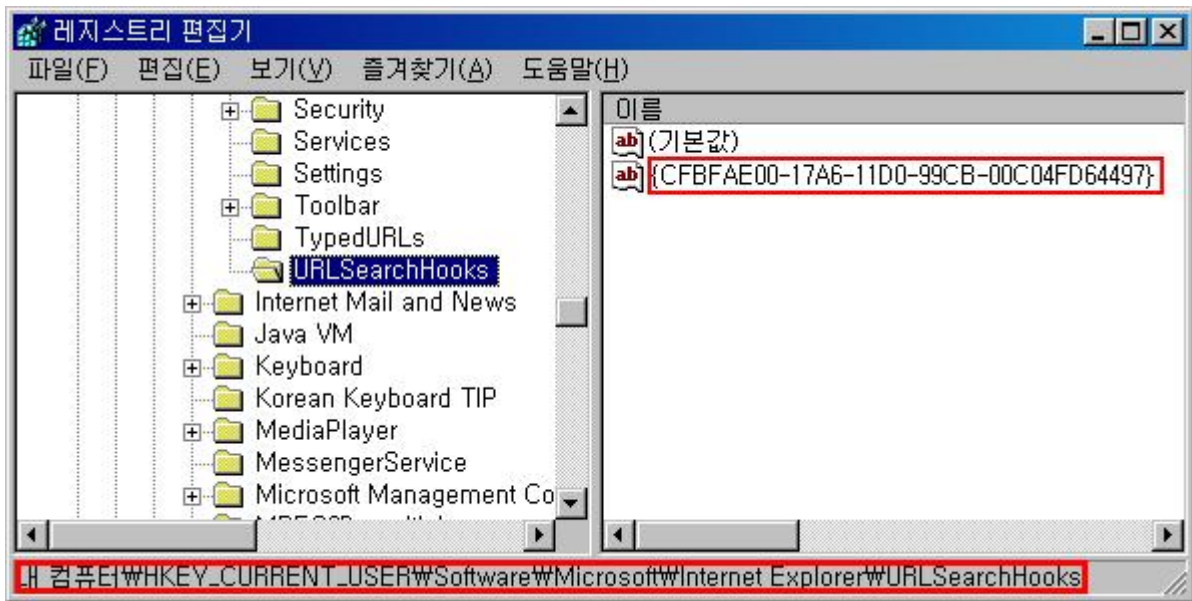 레지스트리 편집기
파일(F) 편집(E) 보기(V) 즐겨찾기(A) 도움말(H)
Security
Services
Settings
Toolbar
TypedURLs
URLSearchHooks
Internet Mail and News
Java VM
Keyboard
Korean Keyboard TIP
MediaPlayer
MessengerService
Microsoft Management Co
이름
(기본값)
{CFBFAE00-17A6-11D0-99CB-00C04FD64497}
내 컴퓨터₩HKEY_CURRENT_USER₩Software₩Microsoft₩Internet Explorer₩URLSearchHooks